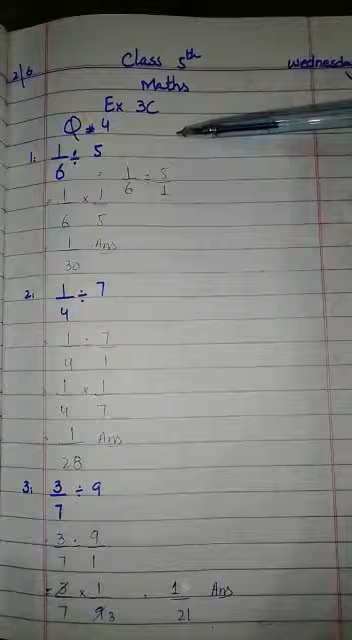 Class 5th
2/6 Wednesda
Maths
Ex 3C
Q 4
1: 1/6 ÷ 5
= 1/6 ÷ 5/1
= 1/6 × 1/5
= 1/30 Ans
2: 1/4 ÷ 7
= 1/4 ÷ 7/1
= 1/4 × 1/7
= 1/28 Ans
3: 3/7 ÷ 9
= 3/7 ÷ 9/1
= 3/7 × 1/9 3 = 1/21 Ans